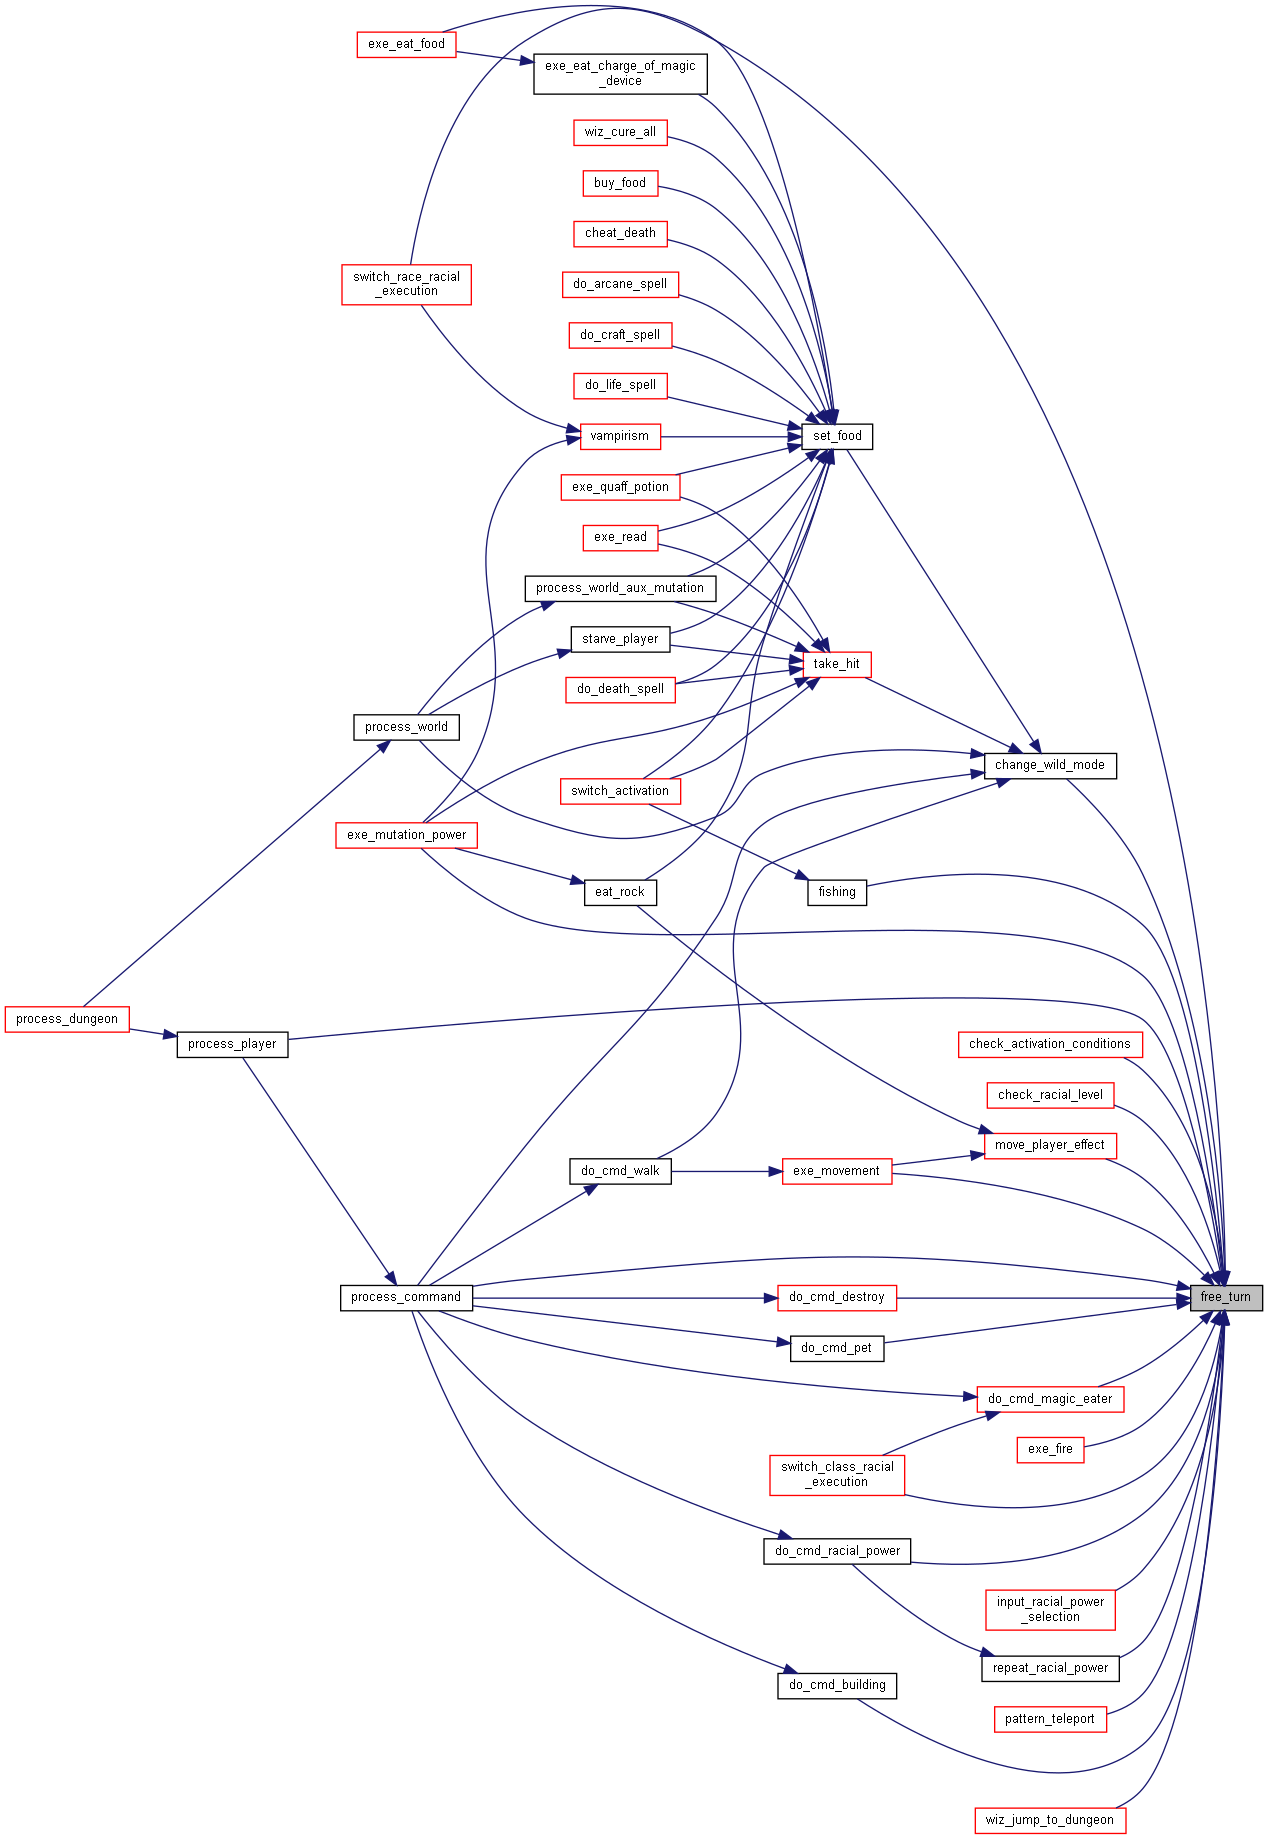 exe_eat_food
exe_eat_charge_of_magic
_device
wiz_cure_all
buy_food
cheat_death
switch_race_racial
_execution
do_arcane_spell
do_craft_spell
do_life_spell
vampirism
set_food
exe_quaff_potion
exe_read
process_world_aux_mutation
starve_player
take_hit
do_death_spell
process_world
change_wild_mode
switch_activation
exe_mutation_power
eat_rock
fishing
process_dungeon
process_player
check_activation_conditions
check_racial_level
move_player_effect
do_cmd_walk
exe_movement
process_command
do_cmd_destroy
free_turn
do_cmd_pet
do_cmd_magic_eater
exe_fire
switch_class_racial
_execution
do_cmd_racial_power
input_racial_power
_selection
repeat_racial_power
do_cmd_building
pattern_teleport
wiz_jump_to_dungeon